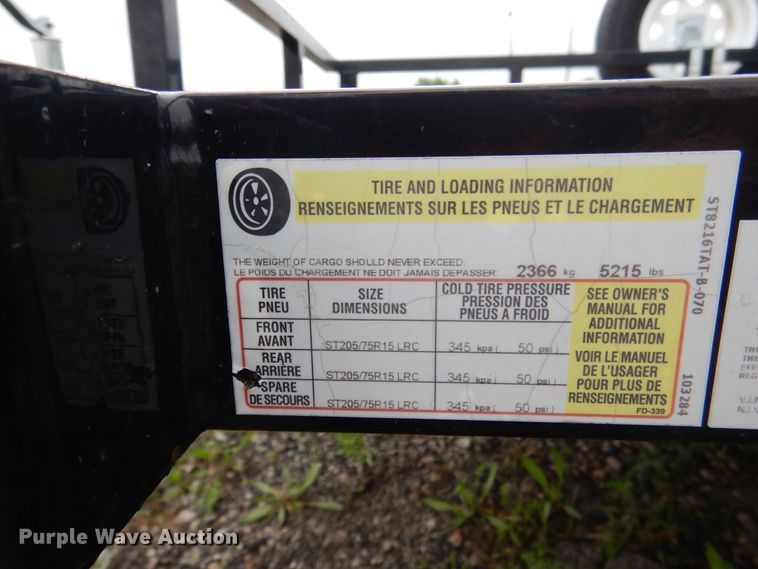 TIRE AND LOADING INFORMATION
RENSEIGNEMENTS SUR LES PNEUS ET LE CHARGEMENT
THE WEIGHT OF CARGO SHOULD NEVER EXCEED:
LE POIDS DU CHARGEMENT NE DOIT JAMAIS DEPASSER: 2366 kg 5215 lbs
TIRE
PNEU
SIZE
DIMENSIONS
COLD TIRE PRESSURE
PRESSION DES
PNEUS A FROID
FRONT
AVANT
ST205/75R15 LRC 345 kpa ( 50 psi )
REAR
ARRIÈRE
ST205/75R15 LRC 345 kpa ( 50 psi )
SPARE
DE SECOURS
ST205/75R15 LRC 345 kpa ( 50 psi )
SEE OWNER'S
MANUAL FOR
ADDITIONAL
INFORMATION
VOIR LE MANUEL
DE L'USAGER
POUR PLUS DE
RENSEIGNEMENTS
FD-339
ST8216TAT-B-070
103284
Purple Wave Auction